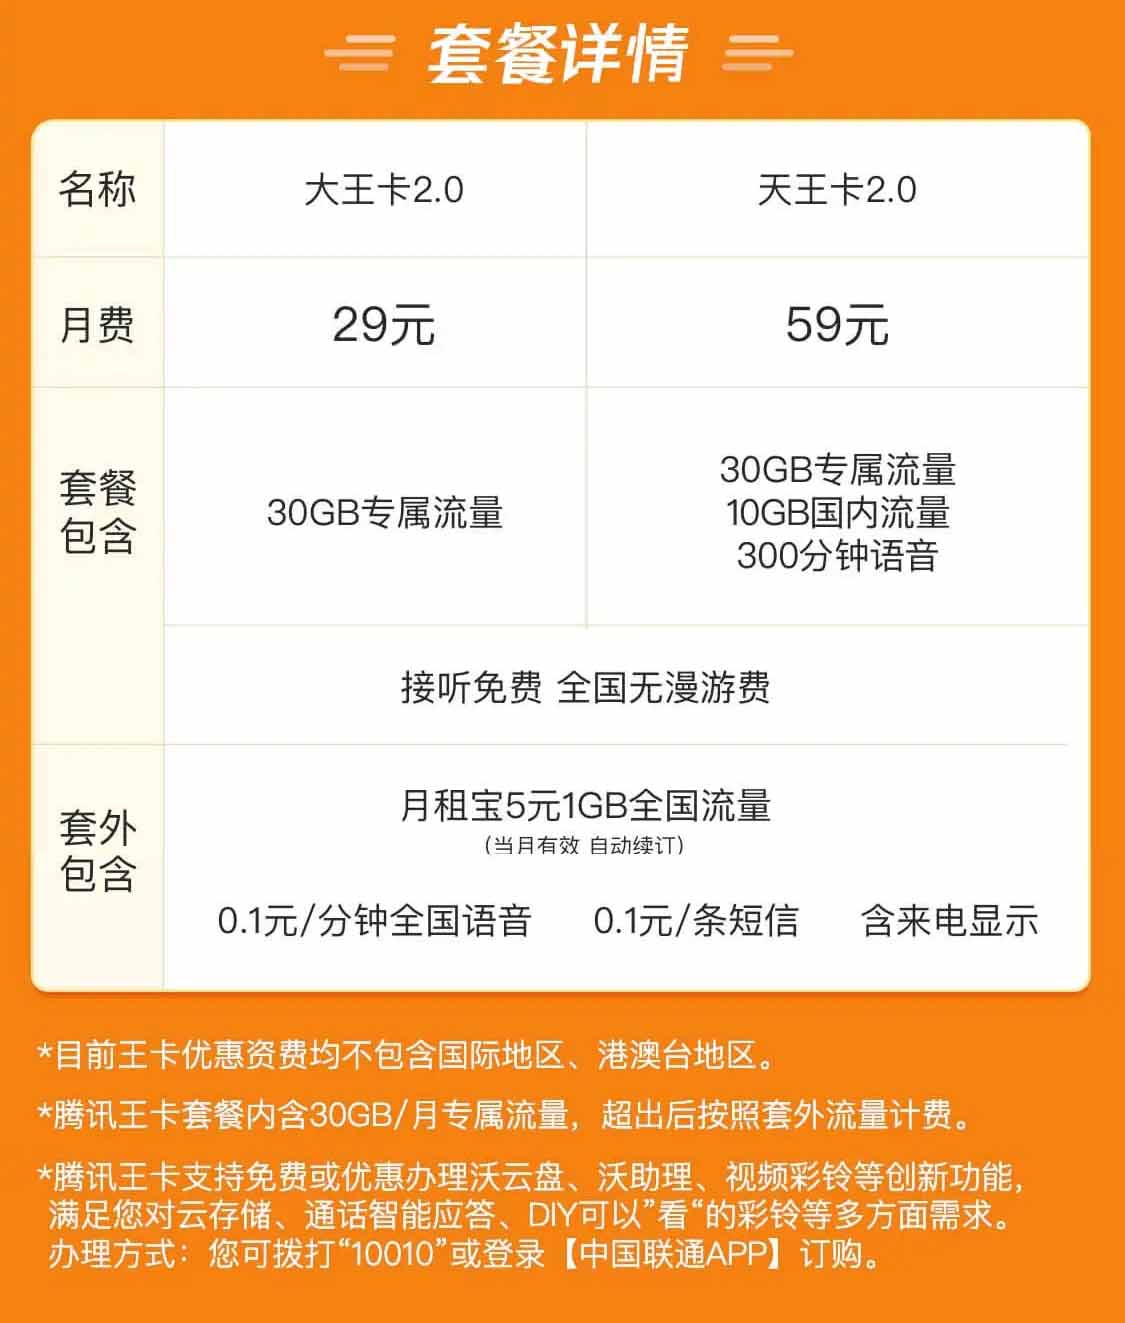 套餐详情
名称
大王卡2.0
天王卡2.0
月费
29元
59元
套餐
包含
30GB专属流量
30GB专属流量
10GB国内流量
300分钟语音
接听免费 全国无漫游费
套外
包含
月租宝5元1GB全国流量
(当月有效 自动续订)
0.1元/分钟全国语音
0.1元/条短信
含来电显示
*目前王卡优惠资费均不包含国际地区、港澳台地区。
*腾讯王卡套餐内含30GB/月专属流量，超出后按照套外流量计费。
*腾讯王卡支持免费或优惠办理沃云盘、沃助理、视频彩铃等创新功能，
满足您对云存储、通话智能应答、DIY可以”看“的彩铃等多方面需求。
办理方式：您可拨打“10010”或登录【中国联通APP】订购。